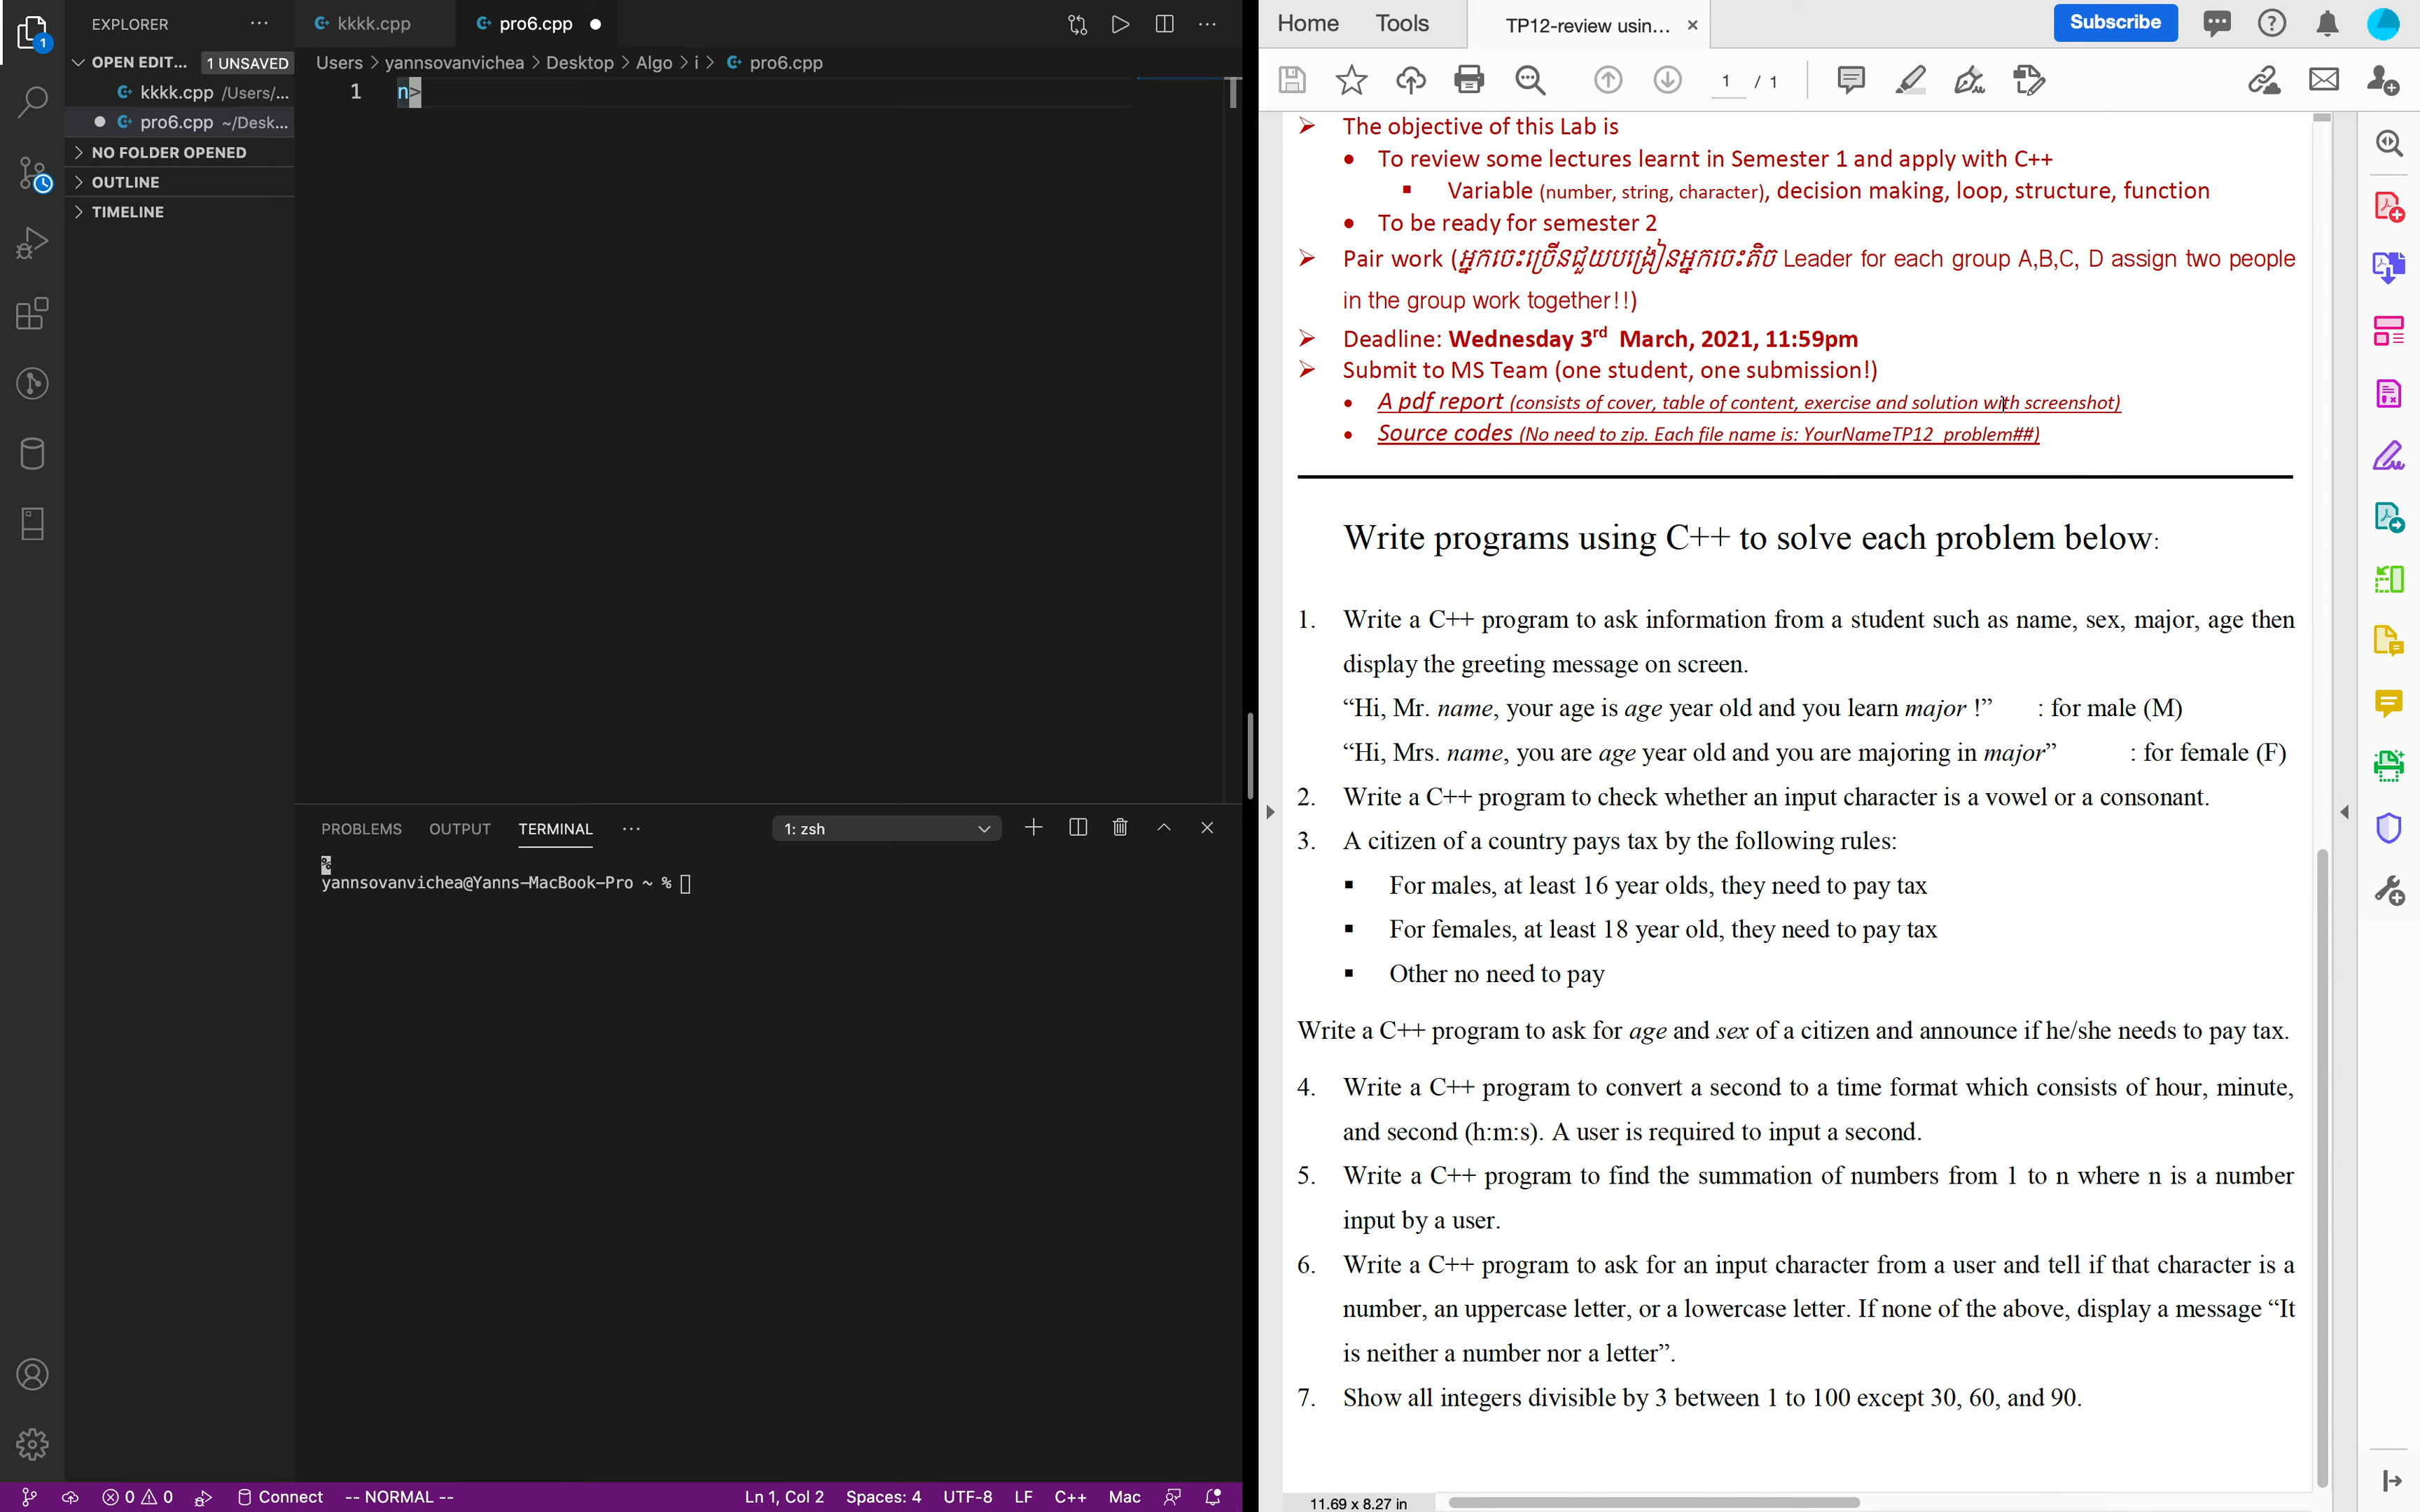 EXPLORER
OPEN EDIT... 1 UNSAVED
kkkk.cpp /Users/...
pro6.cpp ~/Desk...
NO FOLDER OPENED
OUTLINE
TIMELINE
1
kkkk.cpp
pro6.cpp
Users > yannsovanvichea > Desktop > Algo > i > pro6.cpp
1 n>
PROBLEMS OUTPUT TERMINAL 1: zsh
%
yannsovanvichea@Yanns-MacBook-Pro ~ %
0 0 Connect -- NORMAL -- Ln 1, Col 2 Spaces: 4 UTF-8 LF C++ Mac
Home Tools TP12-review usin... Subscribe
1 / 1
The objective of this Lab is
To review some lectures learnt in Semester 1 and apply with C++
Variable (number, string, character), decision making, loop, structure, function
To be ready for semester 2
Pair work (អ្នកចេះច្រើនជួយបង្រៀនអ្នកចេះតិច Leader for each group A,B,C, D assign two people
in the group work together!!)
Deadline: Wednesday 3rd March, 2021, 11:59pm
Submit to MS Team (one student, one submission!)
A pdf report (consists of cover, table of content, exercise and solution with screenshot)
Source codes (No need to zip. Each file name is: YourNameTP12_problem##)
Write programs using C++ to solve each problem below:
1. Write a C++ program to ask information from a student such as name, sex, major, age then
display the greeting message on screen.
“Hi, Mr. name, your age is age year old and you learn major !” : for male (M)
“Hi, Mrs. name, you are age year old and you are majoring in major” : for female (F)
2. Write a C++ program to check whether an input character is a vowel or a consonant.
3. A citizen of a country pays tax by the following rules:
For males, at least 16 year olds, they need to pay tax
For females, at least 18 year old, they need to pay tax
Other no need to pay
Write a C++ program to ask for age and sex of a citizen and announce if he/she needs to pay tax.
4. Write a C++ program to convert a second to a time format which consists of hour, minute,
and second (h:m:s). A user is required to input a second.
5. Write a C++ program to find the summation of numbers from 1 to n where n is a number
input by a user.
6. Write a C++ program to ask for an input character from a user and tell if that character is a
number, an uppercase letter, or a lowercase letter. If none of the above, display a message “It
is neither a number nor a letter”.
7. Show all integers divisible by 3 between 1 to 100 except 30, 60, and 90.
11.69 x 8.27 in